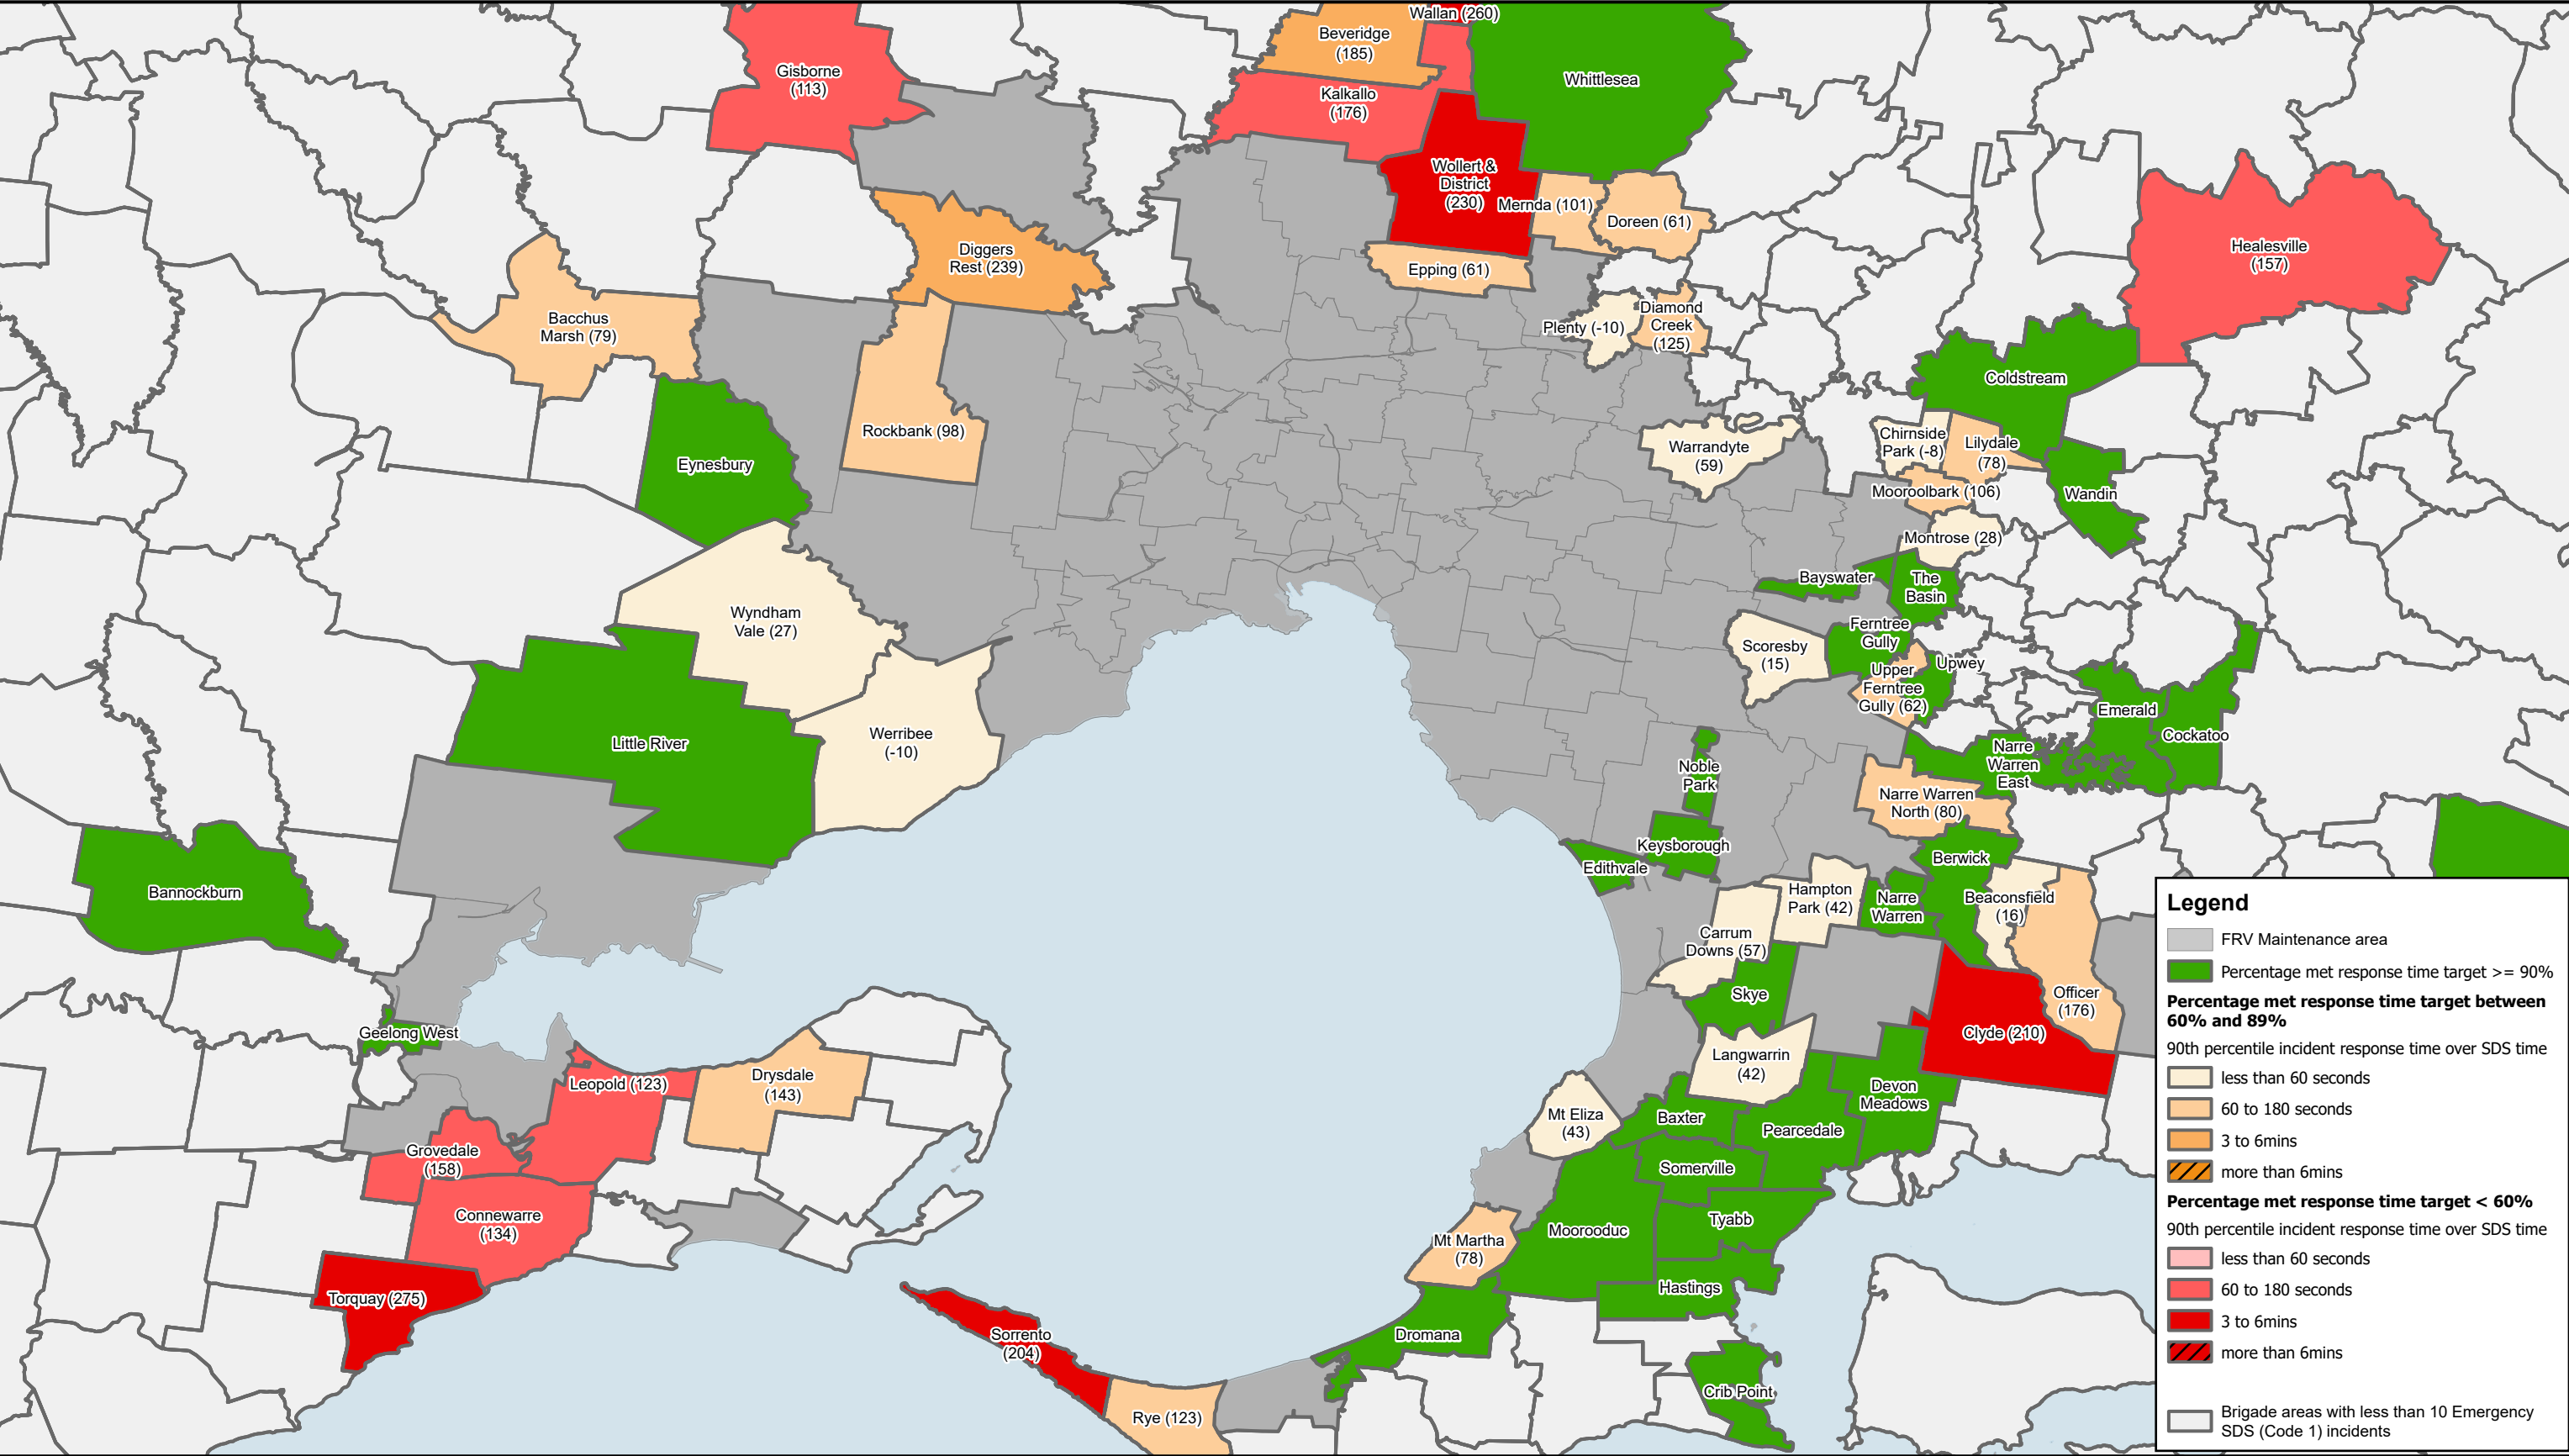 Wallan (260)
Beveridge
(185)
Gisborne
(113)
Whittlesea
Kalkallo
(176)
Wollert &
District
(230)
Mernda (101)
Doreen (61)
Healesville
(157)
Diggers
Rest (239)
Epping (61)
Bacchus
Marsh (79)
Plenty (-10)
Diamond
Creek
(125)
Coldstream
Rockbank (98)
Warrandyte
(59)
Chirnside
Park (-8)
Lilydale
(78)
Eynesbury
Mooroolbark (106)
Wandin
Montrose (28)
Bayswater
The
Basin
Wyndham
Vale (27)
Ferntree
Gully
Scoresby
(15)
Upwey
Upper
Ferntree
Gully (62)
Emerald
Cockatoo
Little River
Werribee
(-10)
Narre
Warren
East
Noble
Park
Narre Warren
North (80)
Keysborough
Edithvale
Berwick
Bannockburn
Hampton
Park (42)
Narre
Warren
Beaconsfield
(16)
Carrum
Downs (57)
Skye
Officer
(176)
Geelong West
Clyde (210)
Langwarrin
(42)
Leopold (123)
Drysdale
(143)
Devon
Meadows
Mt Eliza
(43)
Baxter
Pearcedale
Grovedale
(158)
Somerville
Connewarre
(134)
Tyabb
Moorooduc
Mt Martha
(78)
Hastings
Torquay (275)
Sorrento
(204)
Dromana
Crib Point
Rye (123)
Legend
FRV Maintenance area
Percentage met response time target >= 90%
Percentage met response time target between
60% and 89%
90th percentile incident response time over SDS time
less than 60 seconds
60 to 180 seconds
3 to 6mins
more than 6mins
Percentage met response time target < 60%
90th percentile incident response time over SDS time
less than 60 seconds
60 to 180 seconds
3 to 6mins
more than 6mins
Brigade areas with less than 10 Emergency
SDS (Code 1) incidents